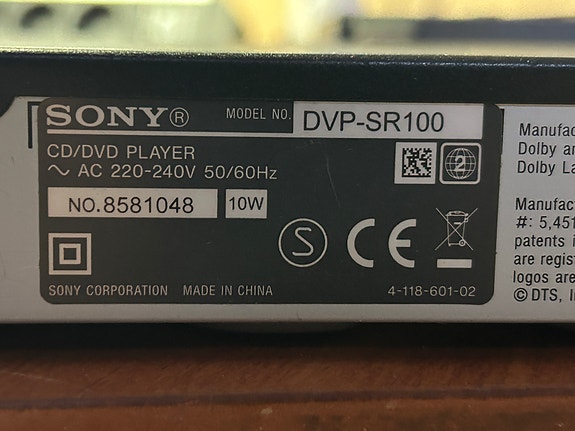 SONY® MODEL NO. DVP-SR100
CD/DVD PLAYER
~ AC 220-240V 50/60Hz
2
NO.8581048 10W
S CE
SONY CORPORATION MADE IN CHINA 4-118-601-02
Manufac
Dolby an
Dolby La
Manufac
#: 5,451
patents i
are regis
logos are
© DTS, I